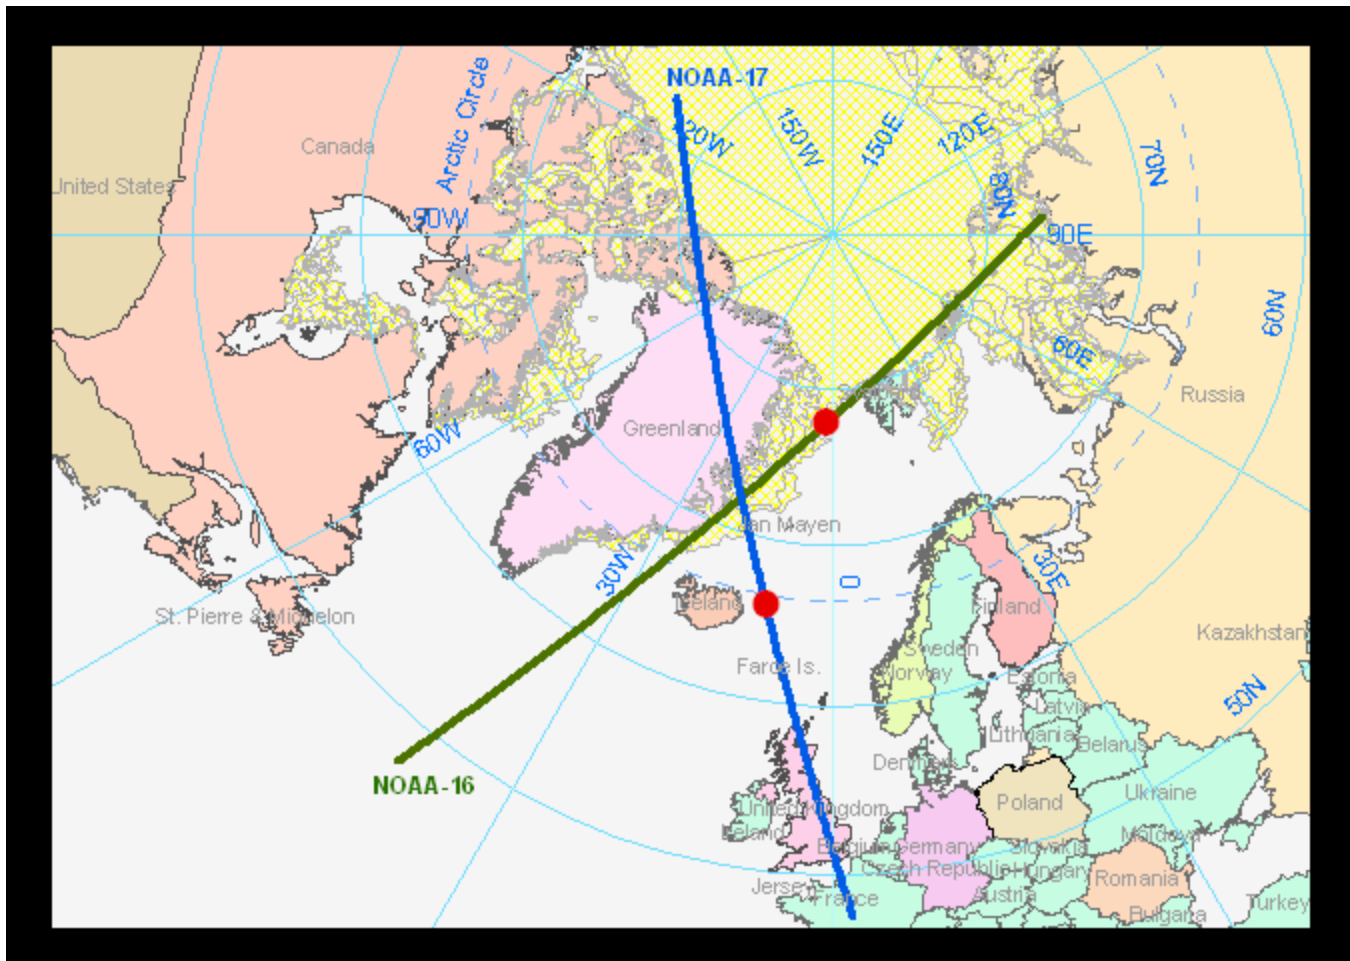 NOAA-17
Arctic Circle
Canada
20W
150W
150E
120E
70N
United States
80N
90W
90E
60N
60E
Russia
Greenland
60W
Jan Mayen
30W
0
30E
Iceland
Finland
St. Pierre & Miquelon
Kazakhstan
Faroe Is.
Sweden
Norway
Estonia
50N
Latvia
Lithuania
Belarus
Denmark
NOAA-16
Poland
Ukraine
United Kingdom
Ireland
Moldova
Belgium
Germany
Slovakia
Czech Republic
Hungary
Romania
Jersey
France
Austria
Turkey
Bulgaria